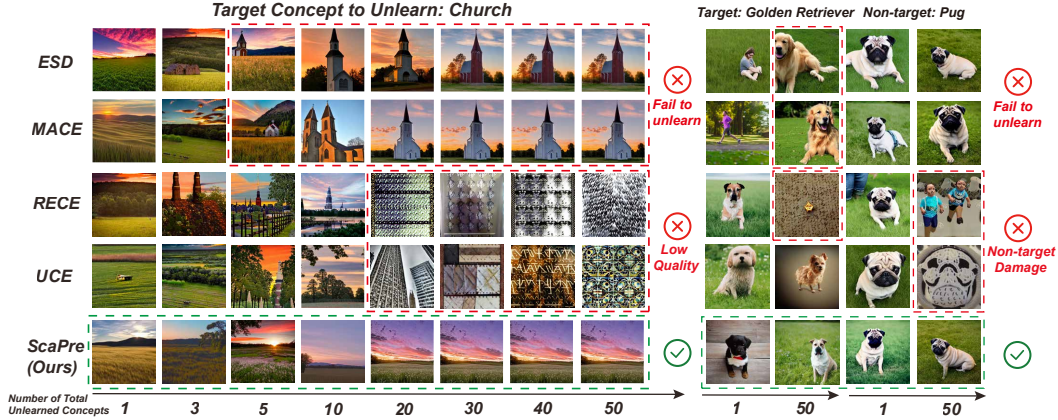 Target Concept to Unlearn: Church
Target: Golden Retriever Non-target: Pug
ESD
Fail to
unlearn
Fail to
unlearn
MACE
RECE
Low
Quality
Non-target
Damage
UCE
ScaPre
(Ours)
Number of Total
Unlearned Concepts
1 3 5 10 20 30 40 50
1 50 1 50